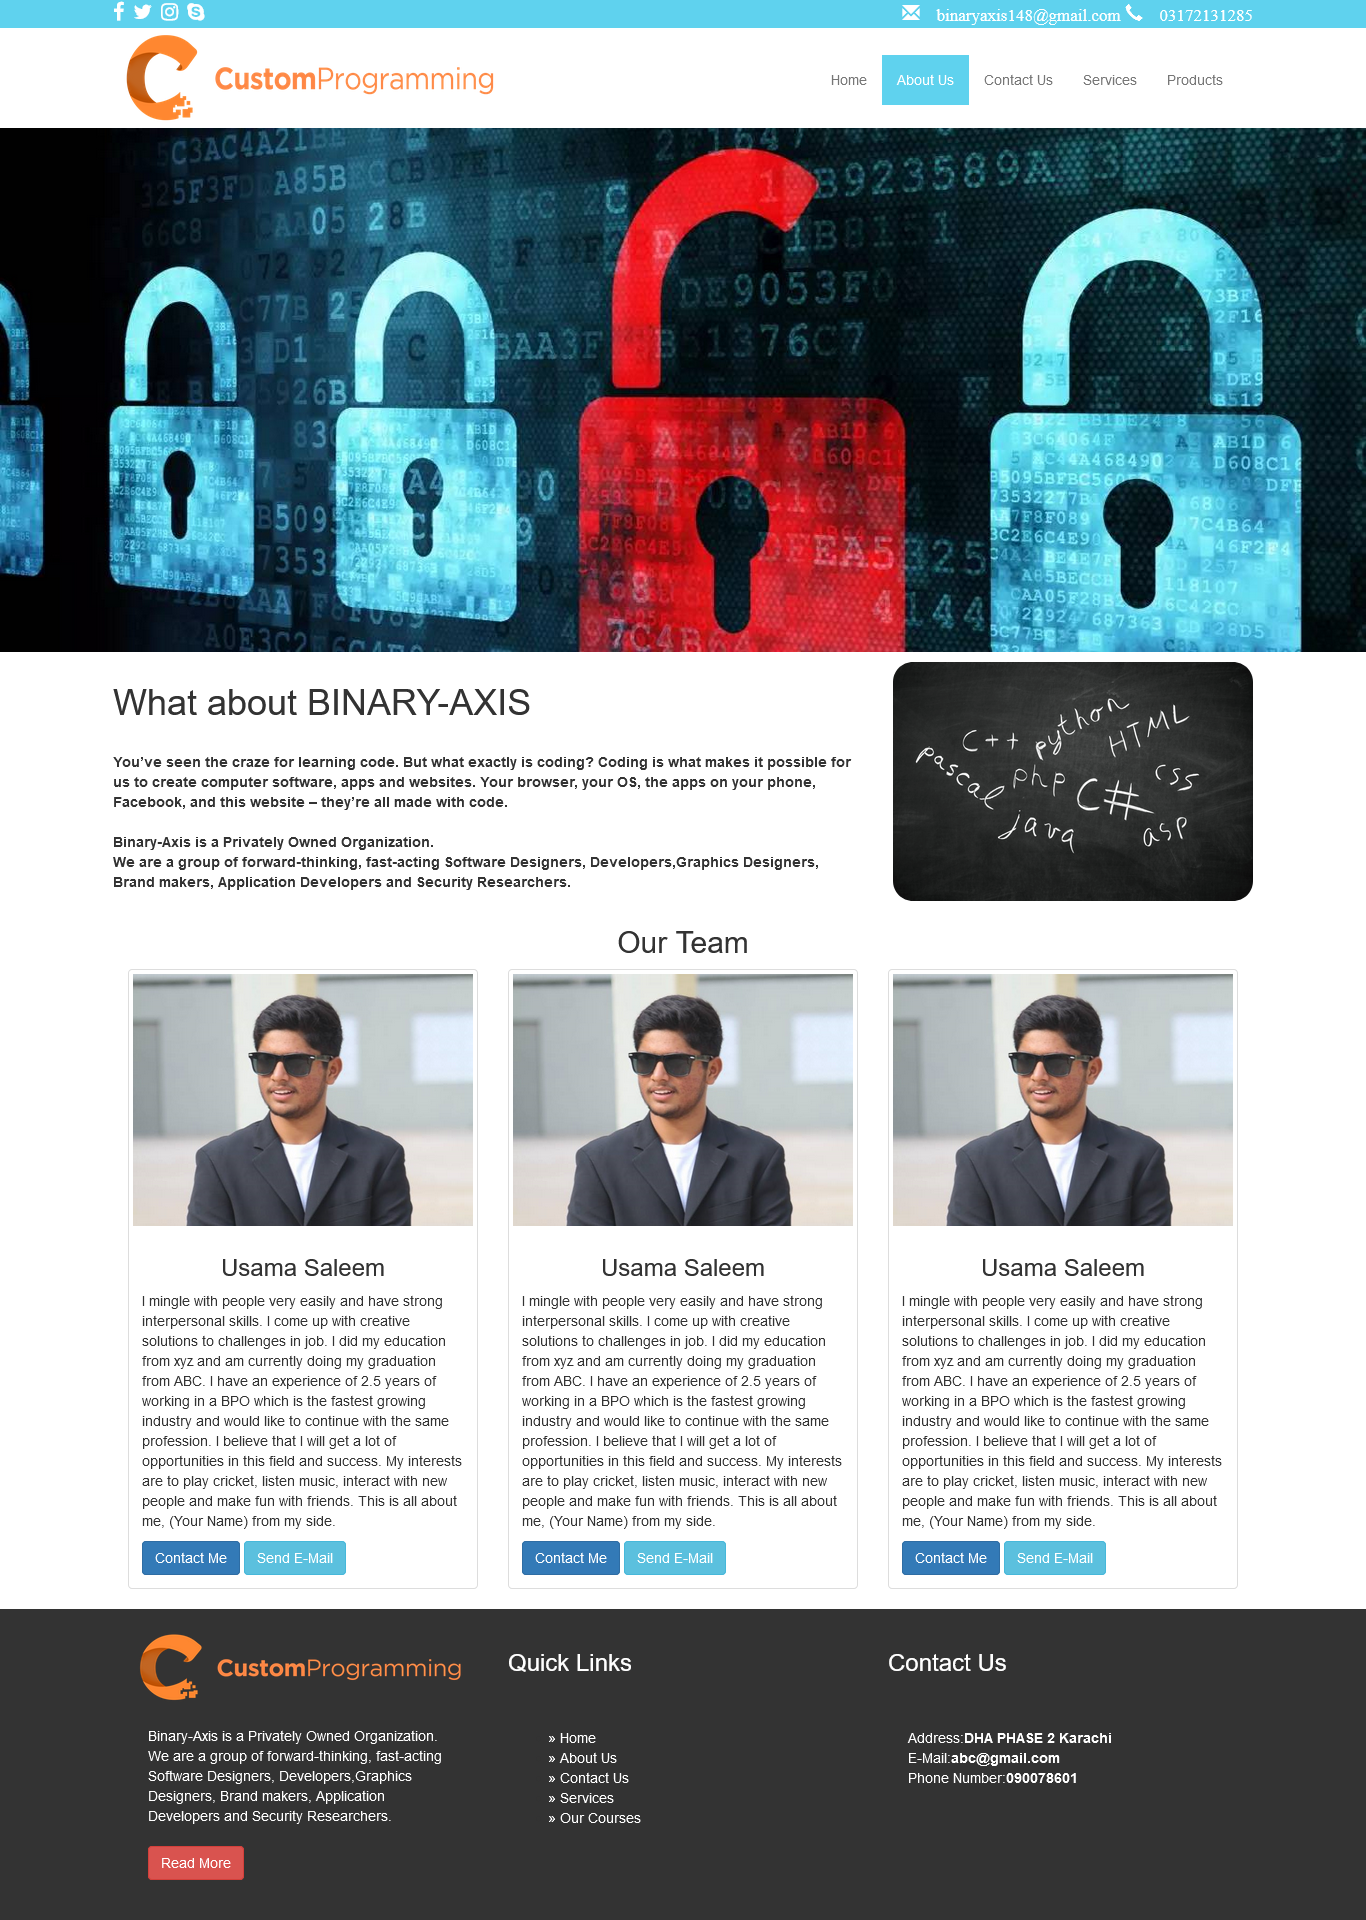 binaryaxis148@gmail.com 03172131285
CustomProgramming
Home About Us Contact Us Services Products
What about BINARY-AXIS
You’ve seen the craze for learning code. But what exactly is coding? Coding is what makes it possible for
us to create computer software, apps and websites. Your browser, your OS, the apps on your phone,
Facebook, and this website – they’re all made with code.
Binary-Axis is a Privately Owned Organization.
We are a group of forward-thinking, fast-acting Software Designers, Developers,Graphics Designers,
Brand makers, Application Developers and Security Researchers.
C++ python HTML
pascal php C# css
java asp
Our Team
Usama Saleem
I mingle with people very easily and have strong
interpersonal skills. I come up with creative
solutions to challenges in job. I did my education
from xyz and am currently doing my graduation
from ABC. I have an experience of 2.5 years of
working in a BPO which is the fastest growing
industry and would like to continue with the same
profession. I believe that I will get a lot of
opportunities in this field and success. My interests
are to play cricket, listen music, interact with new
people and make fun with friends. This is all about
me, (Your Name) from my side.
Contact Me Send E-Mail
Usama Saleem
I mingle with people very easily and have strong
interpersonal skills. I come up with creative
solutions to challenges in job. I did my education
from xyz and am currently doing my graduation
from ABC. I have an experience of 2.5 years of
working in a BPO which is the fastest growing
industry and would like to continue with the same
profession. I believe that I will get a lot of
opportunities in this field and success. My interests
are to play cricket, listen music, interact with new
people and make fun with friends. This is all about
me, (Your Name) from my side.
Contact Me Send E-Mail
Usama Saleem
I mingle with people very easily and have strong
interpersonal skills. I come up with creative
solutions to challenges in job. I did my education
from xyz and am currently doing my graduation
from ABC. I have an experience of 2.5 years of
working in a BPO which is the fastest growing
industry and would like to continue with the same
profession. I believe that I will get a lot of
opportunities in this field and success. My interests
are to play cricket, listen music, interact with new
people and make fun with friends. This is all about
me, (Your Name) from my side.
Contact Me Send E-Mail
CustomProgramming
Binary-Axis is a Privately Owned Organization.
We are a group of forward-thinking, fast-acting
Software Designers, Developers,Graphics
Designers, Brand makers, Application
Developers and Security Researchers.
Read More
Quick Links
» Home
» About Us
» Contact Us
» Services
» Our Courses
Contact Us
Address:DHA PHASE 2 Karachi
E-Mail:abc@gmail.com
Phone Number:090078601